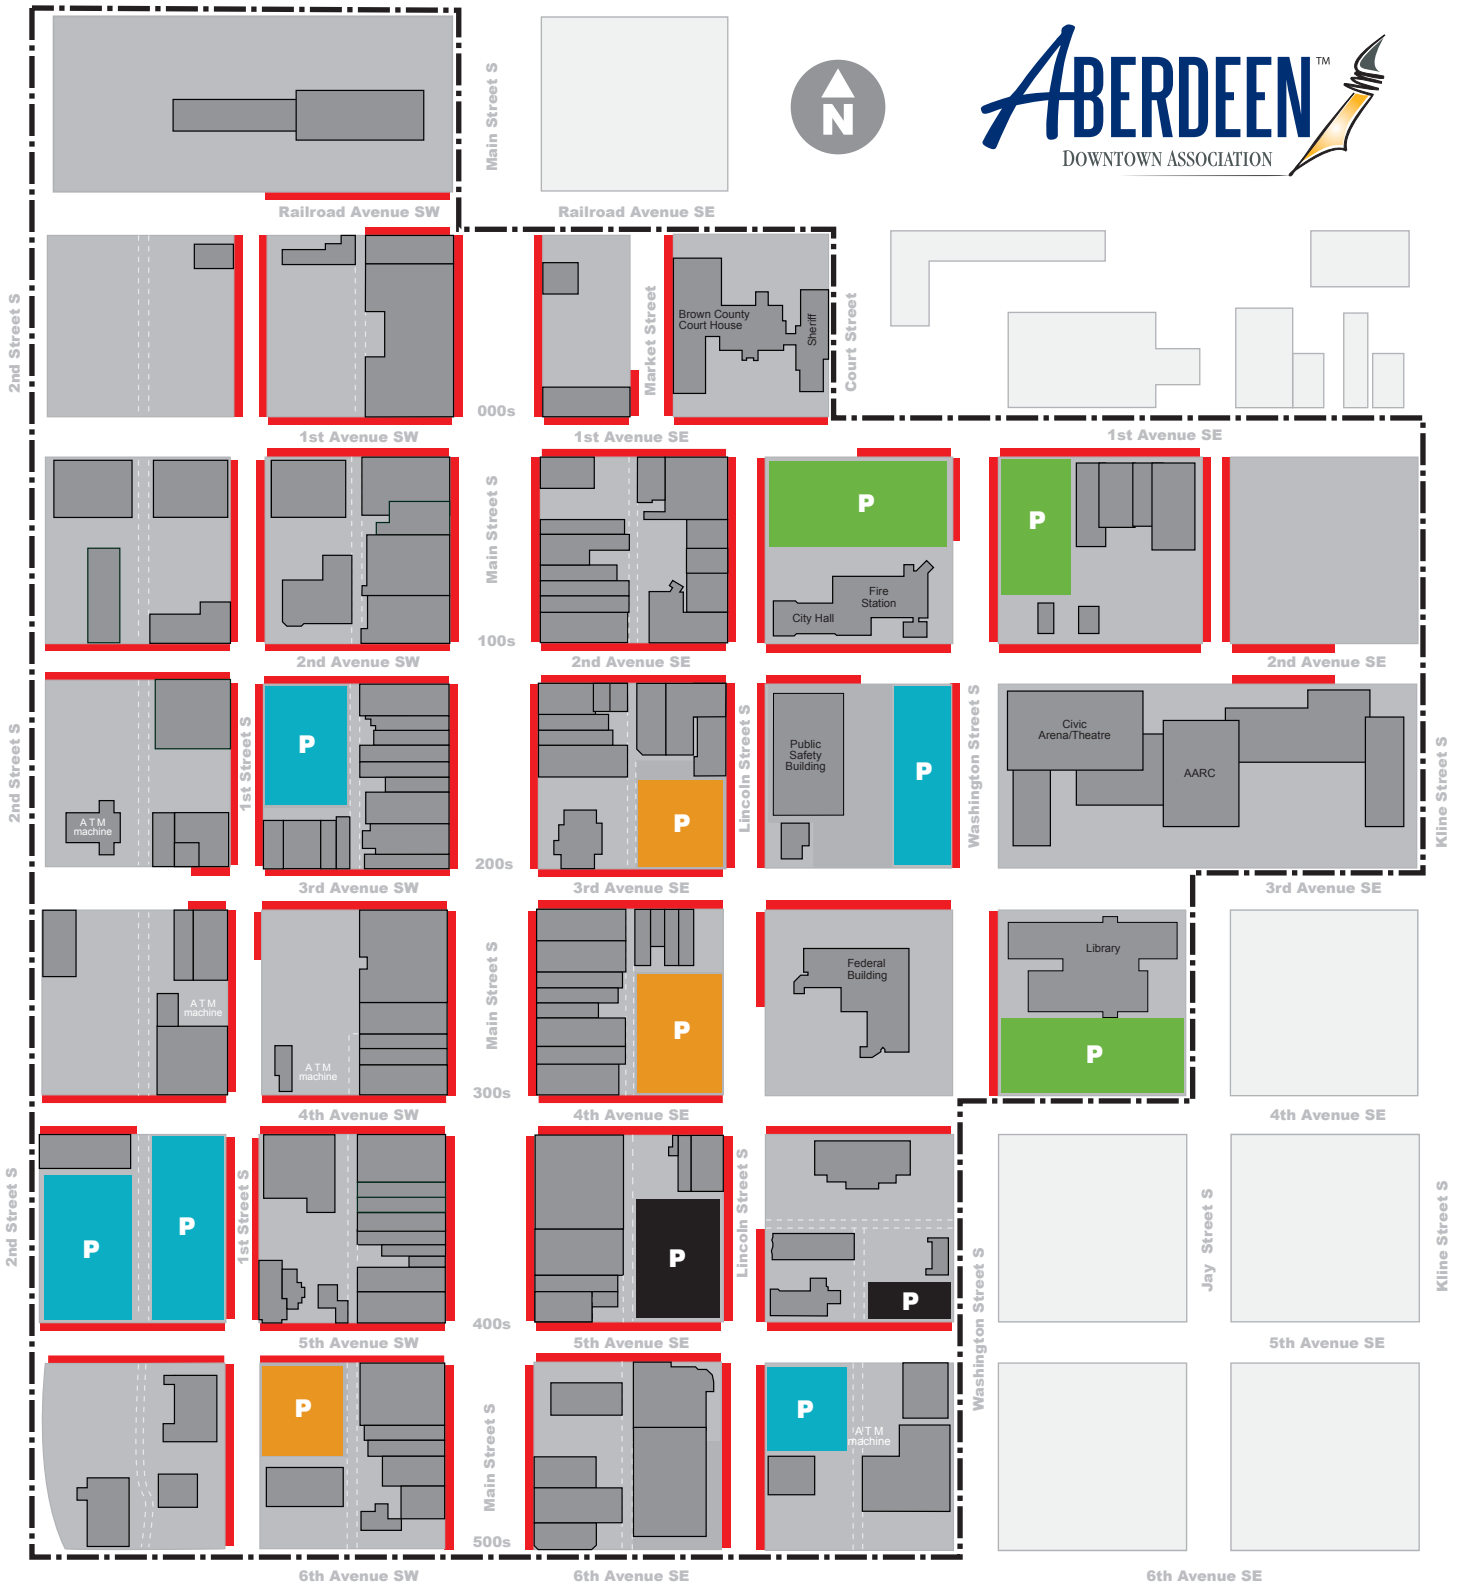 ABERDEEN™
DOWNTOWN ASSOCIATION
N
Main Street S
Railroad Avenue SW
Railroad Avenue SE
2nd Street S
Market Street
Brown County
Court House
Sheriff
Court Street
000s
1st Avenue SW
1st Avenue SE
1st Avenue SE
Main Street S
P
P
Fire
Station
City Hall
100s
2nd Avenue SW
2nd Avenue SE
2nd Avenue SE
2nd Street S
1st Street S
P
Lincoln Street S
Public
Safety
Building
P
Washington Street S
Civic
Arena/Theatre
AARC
Kline Street S
ATM
machine
P
200s
3rd Avenue SW
3rd Avenue SE
3rd Avenue SE
Main Street S
Library
Federal
Building
ATM
machine
P
P
ATM
machine
300s
4th Avenue SW
4th Avenue SE
4th Avenue SE
2nd Street S
P
P
1st Street S
P
Lincoln Street S
P
Washington Street S
Jay Street S
Kline Street S
400s
5th Avenue SW
5th Avenue SE
5th Avenue SE
P
Main Street S
P
ATM
machine
500s
6th Avenue SW
6th Avenue SE
6th Avenue SE